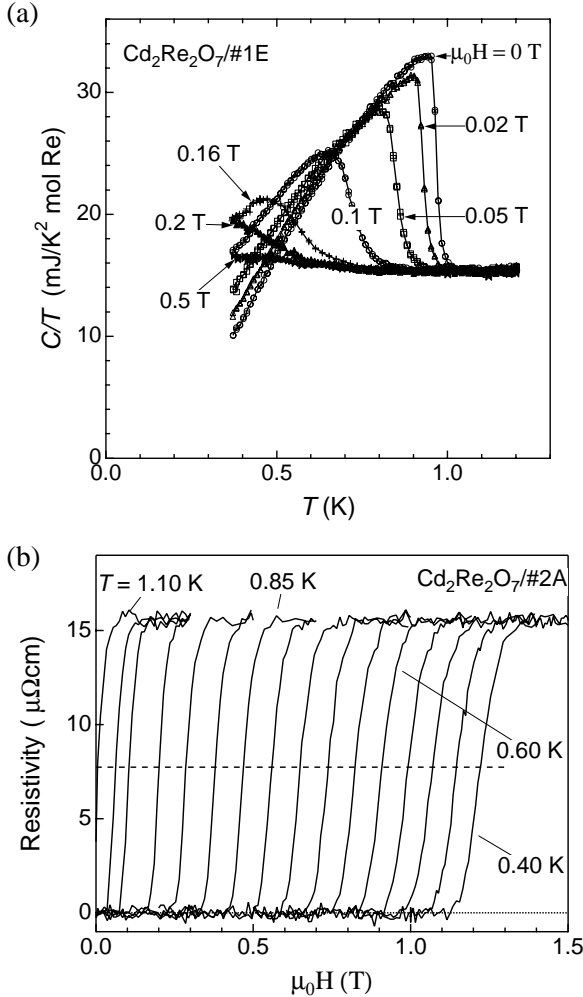 (a)
Cd₂Re₂O₇/#1E
μ₀H = 0 T
0.02 T
0.16 T
0.2 T
0.1 T
0.05 T
0.5 T
C/T (mJ/K² mol Re)
30
20
10
0
0.0 0.5 1.0
T (K)
(b)
T = 1.10 K
0.85 K
Cd₂Re₂O₇/#2A
0.60 K
0.40 K
Resistivity ( μΩcm)
15
10
5
0
0.0 0.5 1.0 1.5
μ₀H (T)